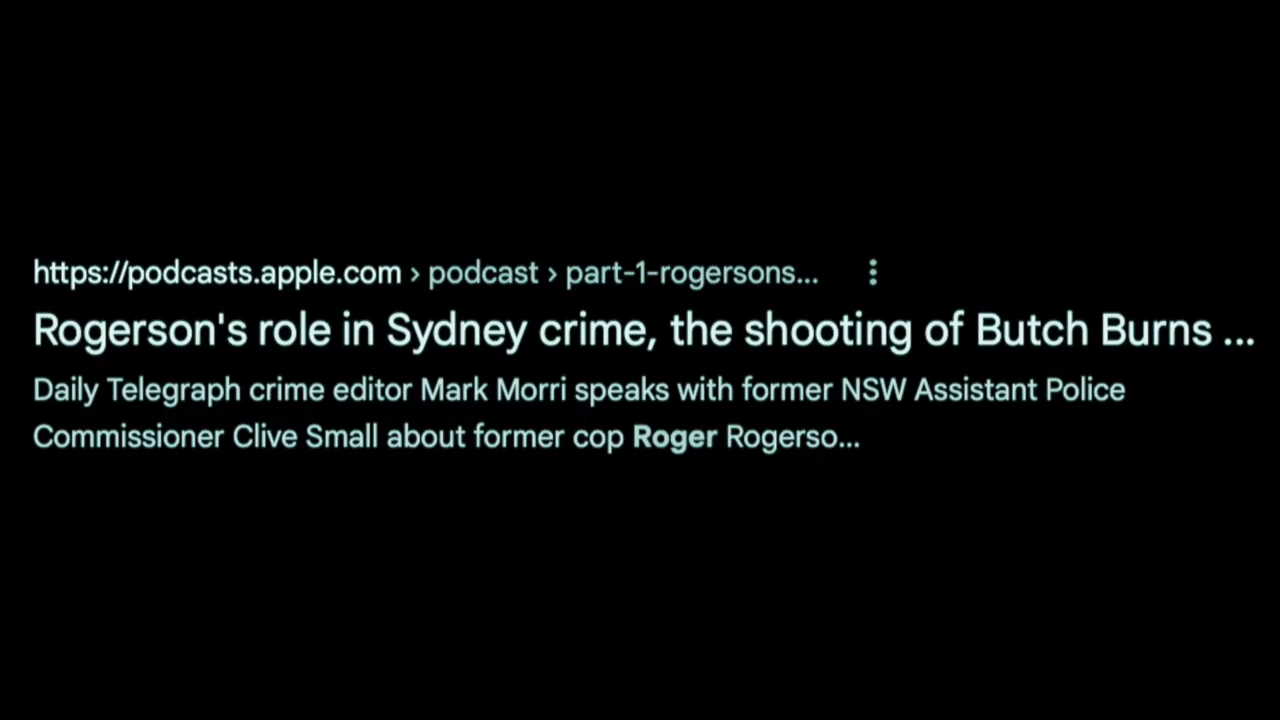 https://podcasts.apple.com › podcast › part-1-rogersons...
Rogerson's role in Sydney crime, the shooting of Butch Burns ...
Daily Telegraph crime editor Mark Morri speaks with former NSW Assistant Police
Commissioner Clive Small about former cop Roger Rogerso...